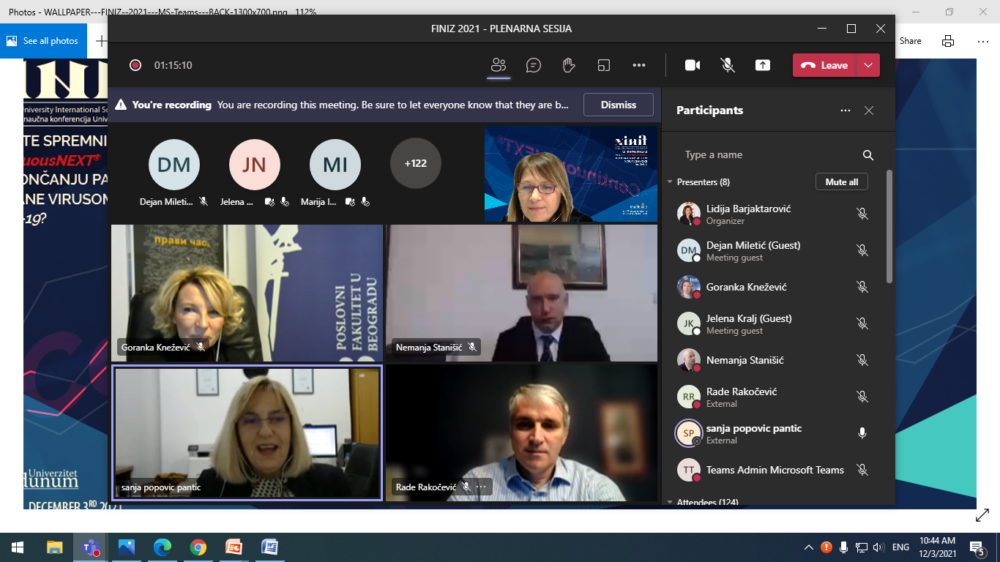 Photos - WALLPAPER---FINIZ--2021---MS-Teams---BACK-1300x700.png 112%
See all photos
Share
FINIZ 2021 - PLENARNA SESIJA
01:15:10
Leave
You're recording You are recording this meeting. Be sure to let everyone know that they are b...
Dismiss
DM
JN
MI
+122
Dejan Mileti...
Jelena ...
Marija I...
прави час.
POSLOVNI
FAKULTET U
BEOGRADU
Goranka Knežević
Nemanja Stanišić
sanja popovic pantic
Rade Rakočević
Participants
Type a name
Presenters (8)
Mute all
Lidija Barjaktarović
Organizer
DM
Dejan Miletić (Guest)
Meeting guest
Goranka Knežević
JK
Jelena Kralj (Guest)
Meeting guest
Nemanja Stanišić
RR
Rade Rakočević
External
SP
sanja popovic pantic
External
TT
Teams Admin Microsoft Teams
Attendees (124)
niversity International S
naučna konferencija Univ
TE SPREMNI
uousNEXT®
ONČANJU PA
ANE VIRUSOM
-19?
Univerzitet
dunum
DECEMBER 3RD 2021
ENG
10:44 AM
12/3/2021
5